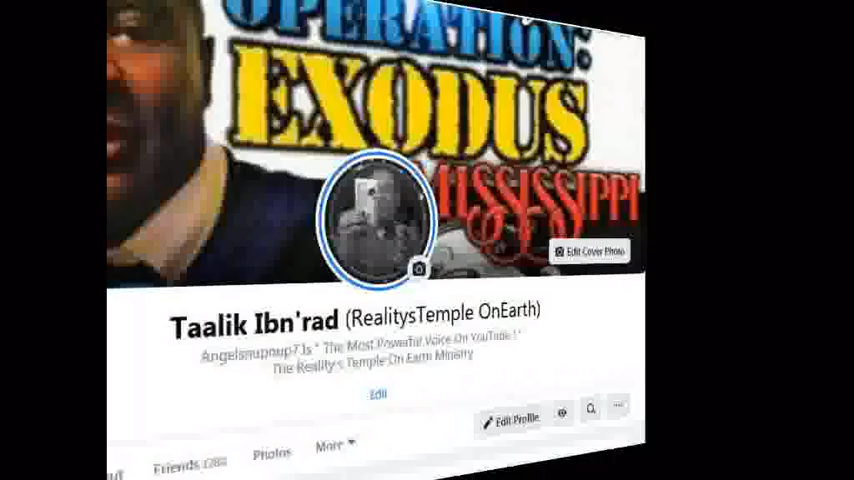 OPERATION:
EXODUS
MISSISSIPPI
Edit Cover Photo
Taalik Ibn'rad (RealitysTemple OnEarth)
Angelsnupnup7 Is " The Most Powerful Voice On YouTube ! "
The Reality's Temple On Earth Ministry
Edit
Edit Profile
Friends
Photos
More